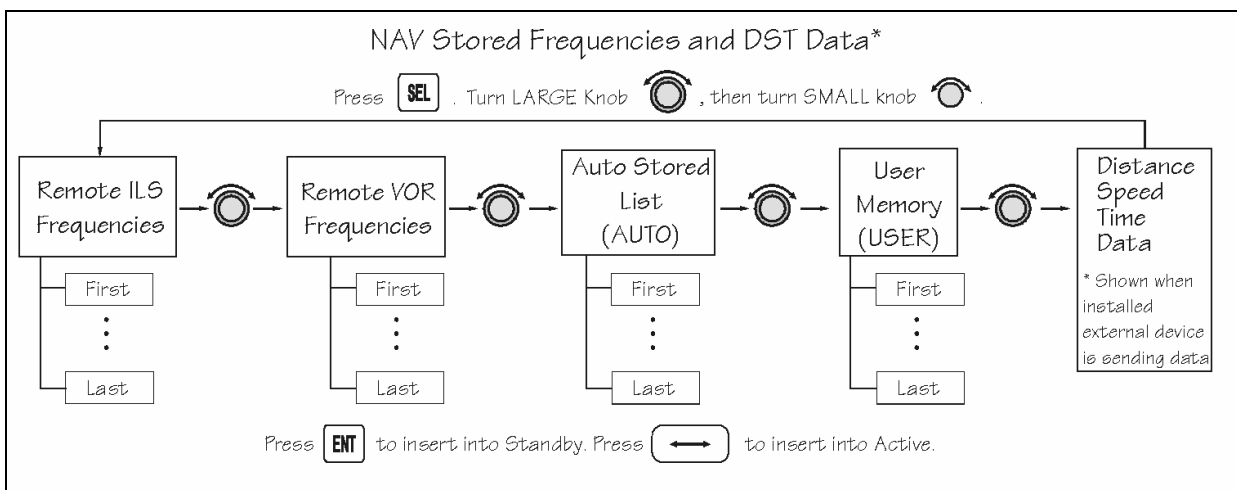 NAV Stored Frequencies and DST Data*
Press SEL . Turn LARGE Knob , then turn SMALL knob .
Remote ILS
Frequencies
Remote VOR
Frequencies
Auto Stored
List
(AUTO)
User
Memory
(USER)
Distance
Speed
Time
Data
* Shown when
installed
external device
is sending data
First
Last
First
Last
First
Last
First
Last
Press ENT to insert into Standby. Press to insert into Active.